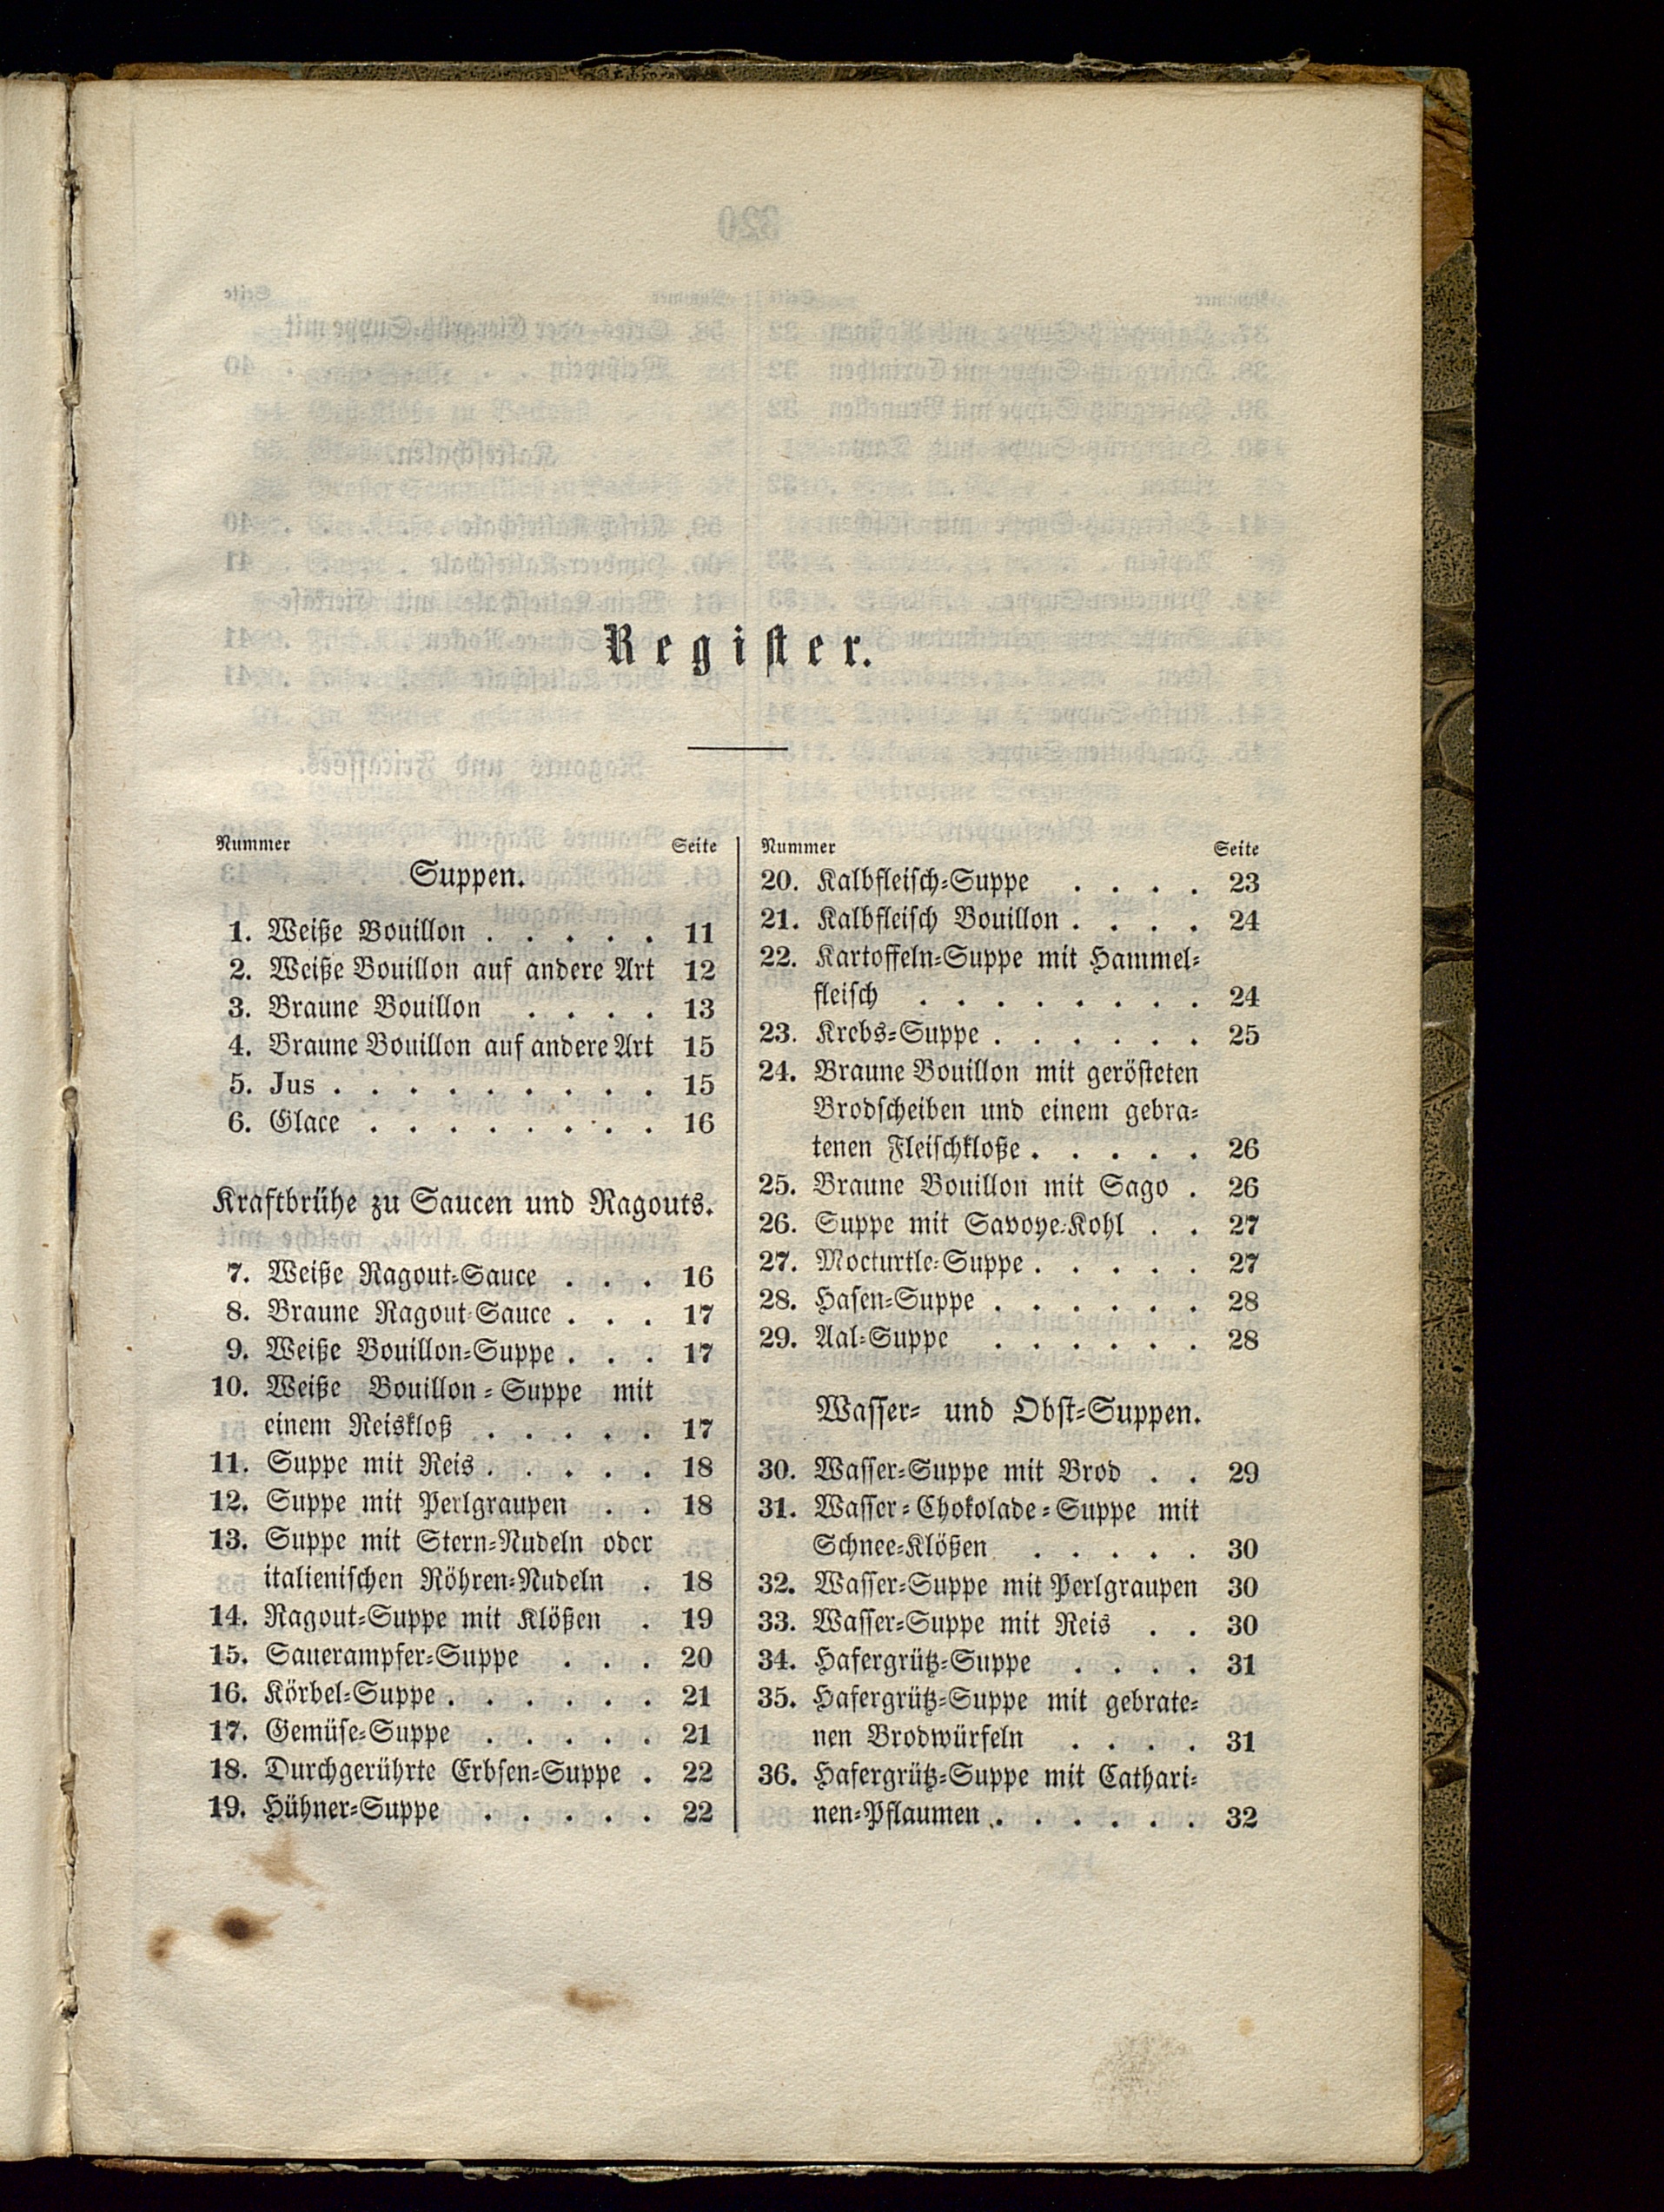 Register.
Nummer Seite
Suppen.
1. Weiße Bouillon . . . . . 11
2. Weiße Bouillon auf andere Art 12
3. Braune Bouillon . . . . 13
4. Braune Bouillon auf andere Art 15
5. Jus . . . . . . . . . 15
6. Glace . . . . . . . . 16
Kraftbrühe zu Saucen und Ragouts.
7. Weiße Ragout-Sauce . . . 16
8. Braune Ragout-Sauce . . . 17
9. Weiße Bouillon-Suppe . . . 17
10. Weiße Bouillon-Suppe mit
einem Reiskloß . . . . . 17
11. Suppe mit Reis . . . . . 18
12. Suppe mit Perlgraupen . . 18
13. Suppe mit Stern-Nudeln oder
italienischen Röhren-Nudeln . 18
14. Ragout-Suppe mit Klößen . 19
15. Sauerampfer-Suppe . . . 20
16. Körbel-Suppe . . . . . . 21
17. Gemüse-Suppe . . . . . 21
18. Durchgerührte Erbsen-Suppe . 22
19. Hühner-Suppe . . . . . 22
Nummer Seite
20. Kalbfleisch-Suppe . . . . 23
21. Kalbfleisch Bouillon . . . . 24
22. Kartoffeln-Suppe mit Hammel-
fleisch . . . . . . . . 24
23. Krebs-Suppe . . . . . . 25
24. Braune Bouillon mit gerösteten
Brodscheiben und einem gebra-
tenen Fleischkloße . . . . . 26
25. Braune Bouillon mit Sago . 26
26. Suppe mit Savoye-Kohl . . 27
27. Mocturtle-Suppe . . . . . 27
28. Hasen-Suppe . . . . . . 28
29. Aal-Suppe . . . . . . 28
Wasser- und Obst-Suppen.
30. Wasser-Suppe mit Brod . . 29
31. Wasser-Chokolade-Suppe mit
Schnee-Klößen . . . . . 30
32. Wasser-Suppe mit Perlgraupen 30
33. Wasser-Suppe mit Reis . . 30
34. Hafergrütz-Suppe . . . . 31
35. Hafergrütz-Suppe mit gebrate-
nen Brodwürfeln . . . . 31
36. Hafergrütz-Suppe mit Cathari-
nen-Pflaumen . . . . . . 32